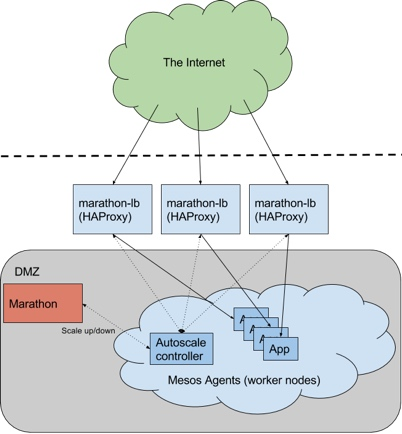 The Internet
marathon-lb
(HAProxy)
marathon-lb
(HAProxy)
marathon-lb
(HAProxy)
DMZ
Marathon
Scale up/down
Autoscale
controller
A
A
A
App
Mesos Agents (worker nodes)